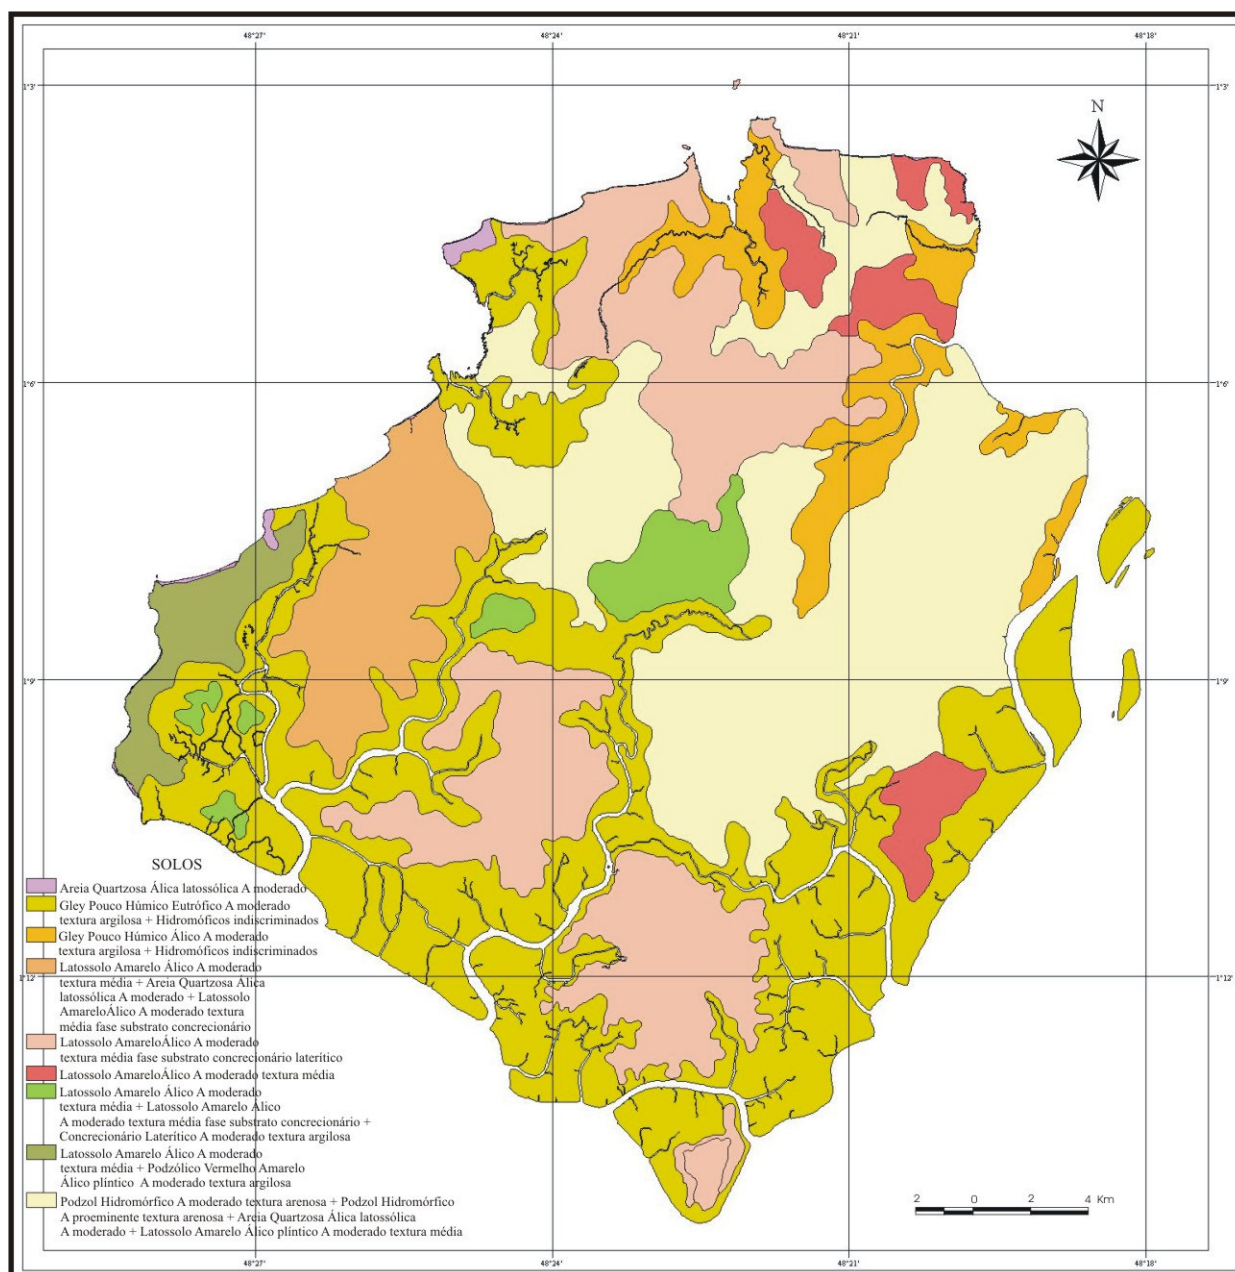 48°27' 48°24' 48°21' 48°18'
1°3' 1°3'
N
1°6' 1°6'
1°9' 1°9'
SOLOS
Areia Quartzosa Álica latossólica A moderado
Gley Pouco Húmico Eutrófico A moderado
textura argilosa + Hidromóficos indiscriminados
Gley Pouco Húmico Álico A moderado
textura argilosa + Hidromóficos indiscriminados
Latossolo Amarelo Álico A moderado
1°12' 1°12'
textura média + Areia Quartzosa Álica
latossólica A moderado + Latossolo
AmareloÁlico A moderado textura
média fase substrato concrecionário
Latossolo AmareloÁlico A moderado
textura média fase substrato concrecionário laterítico
Latossolo AmareloÁlico A moderado textura média
Latossolo Amarelo Álico A moderado
textura média + Latossolo Amarelo Álico
A moderado textura média fase substrato concrecionário +
Concrecionário Laterítico A moderado textura argilosa
Latossolo Amarelo Álico A moderado
textura média + Podzólico Vermelho Amarelo
Álico plíntico A moderado textura argilosa
Podzol Hidromórfico A moderado textura arenosa + Podzol Hidromórfico
A proeminente textura arenosa + Areia Quartzosa Álica latossólica
A moderado + Latossolo Amarelo Álico plíntico A moderado textura média
2 0 2 4 Km
48°27' 48°24' 48°21' 48°18'